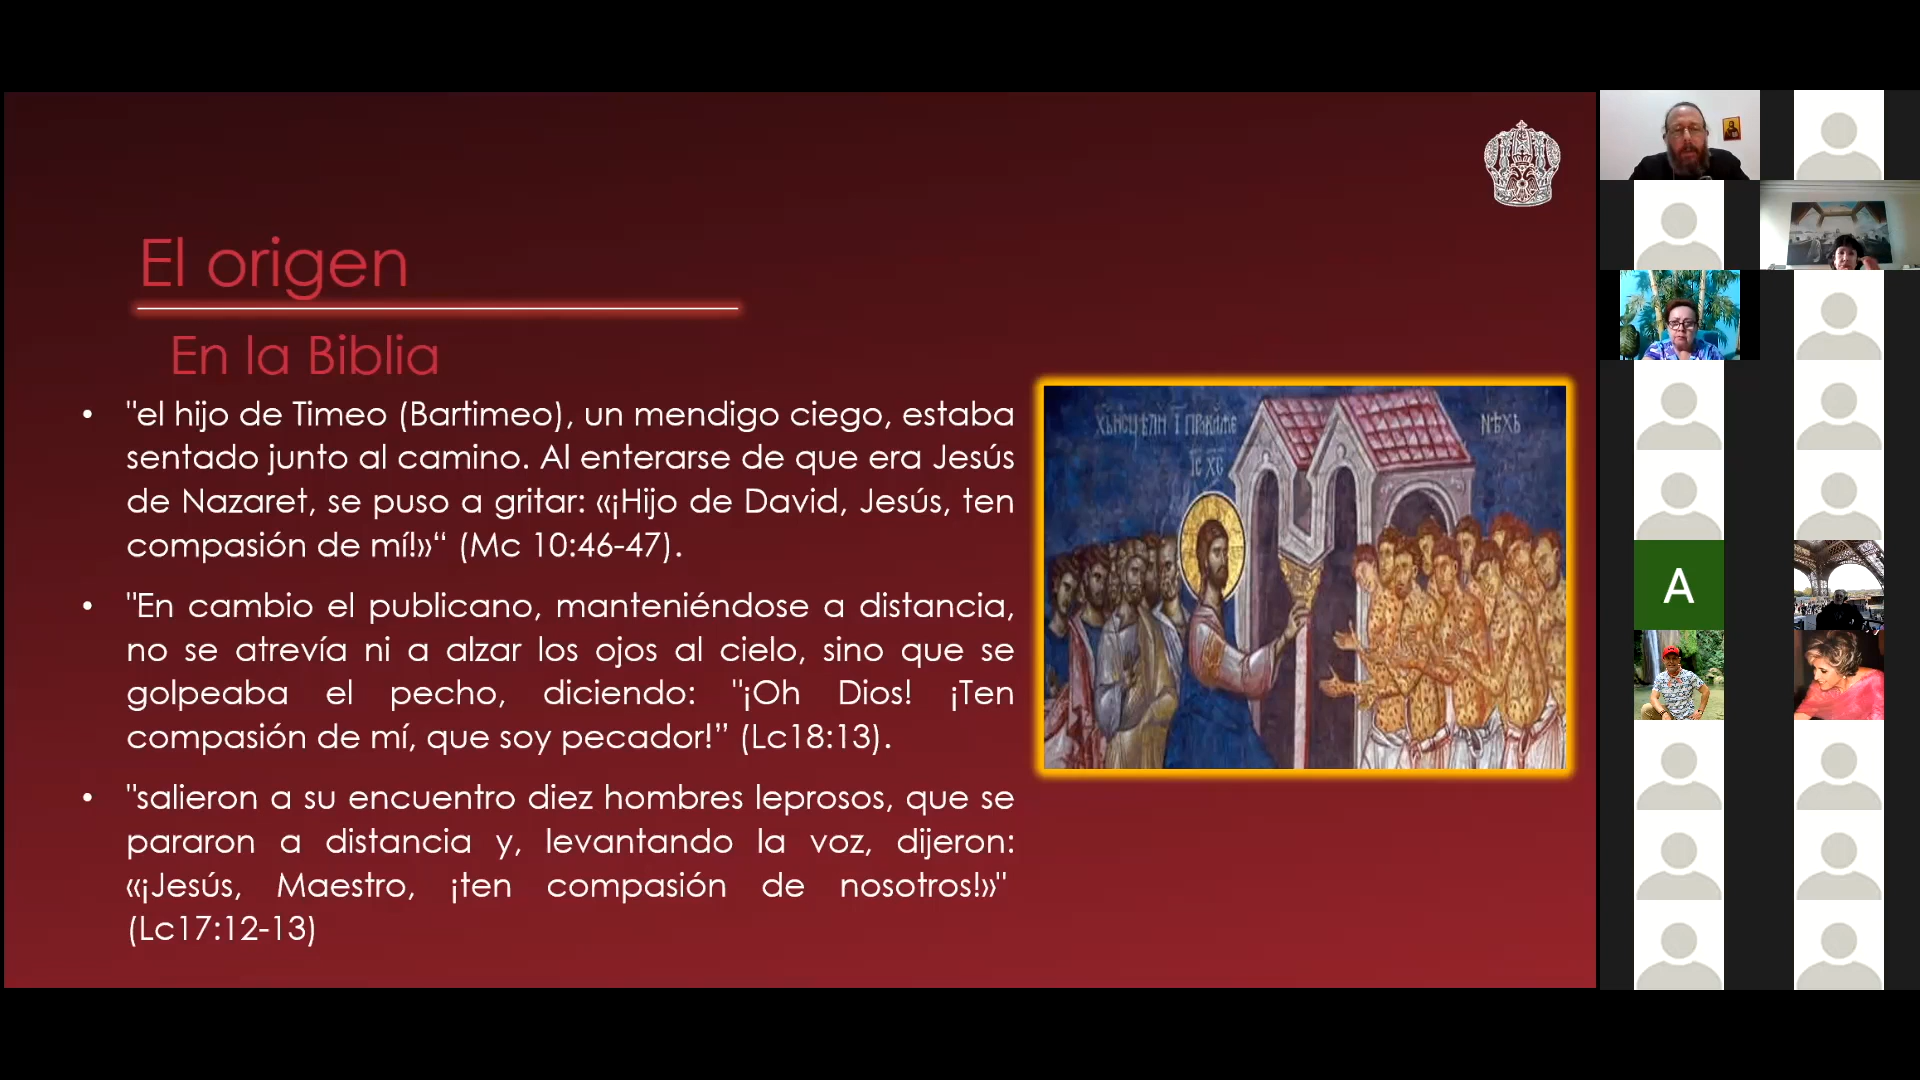 El origen
En la Biblia
• "el hijo de Timeo (Bartimeo), un mendigo ciego, estaba
sentado junto al camino. Al enterarse de que era Jesús
de Nazaret, se puso a gritar: «¡Hijo de David, Jesús, ten
compasión de mí!»“ (Mc 10:46-47).
• "En cambio el publicano, manteniéndose a distancia,
no se atrevía ni a alzar los ojos al cielo, sino que se
golpeaba el pecho, diciendo: "¡Oh Dios! ¡Ten
compasión de mí, que soy pecador!” (Lc18:13).
• "salieron a su encuentro diez hombres leprosos, que se
pararon a distancia y, levantando la voz, dijeron:
«¡Jesús, Maestro, ¡ten compasión de nosotros!»"
(Lc17:12-13)
ІС ХС
A